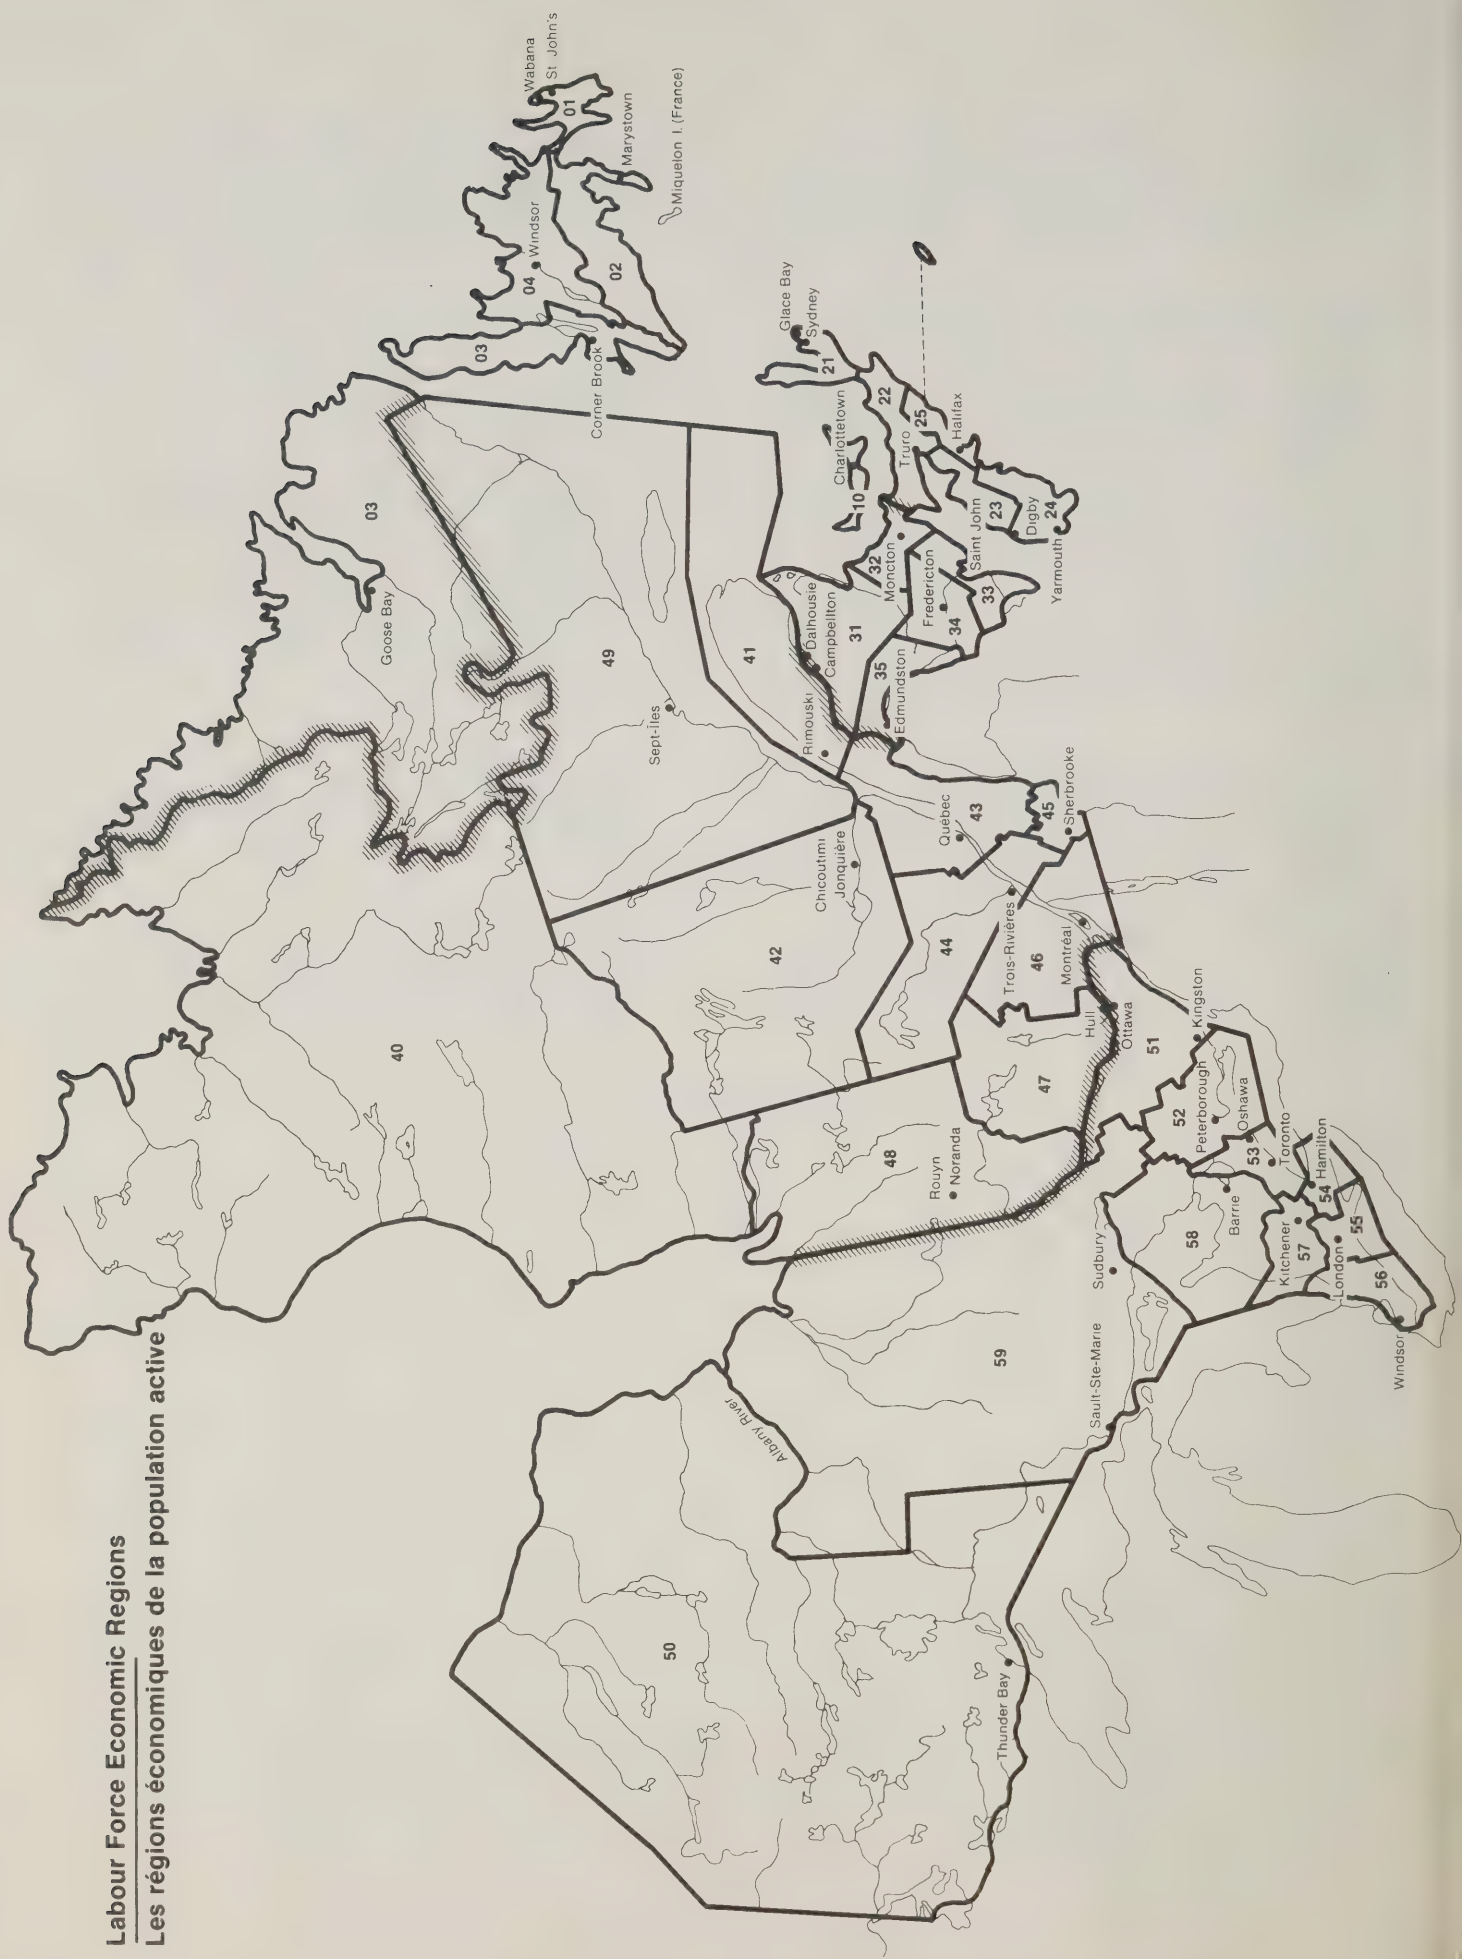 Labour Force Economic Regions
Les régions économiques de la population active
Wabana
St John's
01
Marystown
Miquelon I. (France)
Windsor
04
02
03
Corner Brook
03
Goose Bay
Glace Bay
Sydney
21
22
Charlottetown
10
Truro
25
Halifax
23
Digby
24
Yarmouth
Saint John
32
Moncton
Fredericton
33
34
31
35
Edmundston
Dalhousie
Campbellton
41
Rimouski
49
Sept-Îles
40
42
Chicoutimi
Jonquière
Québec
43
45
Sherbrooke
44
Trois-Rivières
46
Montréal
Hull
Ottawa
47
48
Rouyn
Noranda
51
Kingston
52
Peterborough
Oshawa
53
Toronto
Hamilton
54
55
Barrie
58
Kitchener
57
London
56
Windsor
Sudbury
59
Sault-Ste-Marie
Albany River
50
Thunder Bay